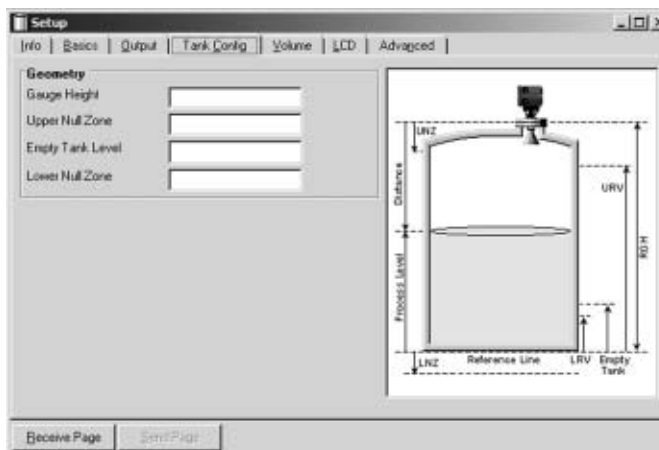 Setup
Info Basics Output Tank Config Volume LCD Advanced
Geometry
Gauge Height
Upper Null Zone
Empty Tank Level
Lower Null Zone
UNZ
Distance
URV
RGH
Process Level
LNZ
Reference Line
LRV
Empty Tank
Receive Page
Send Page